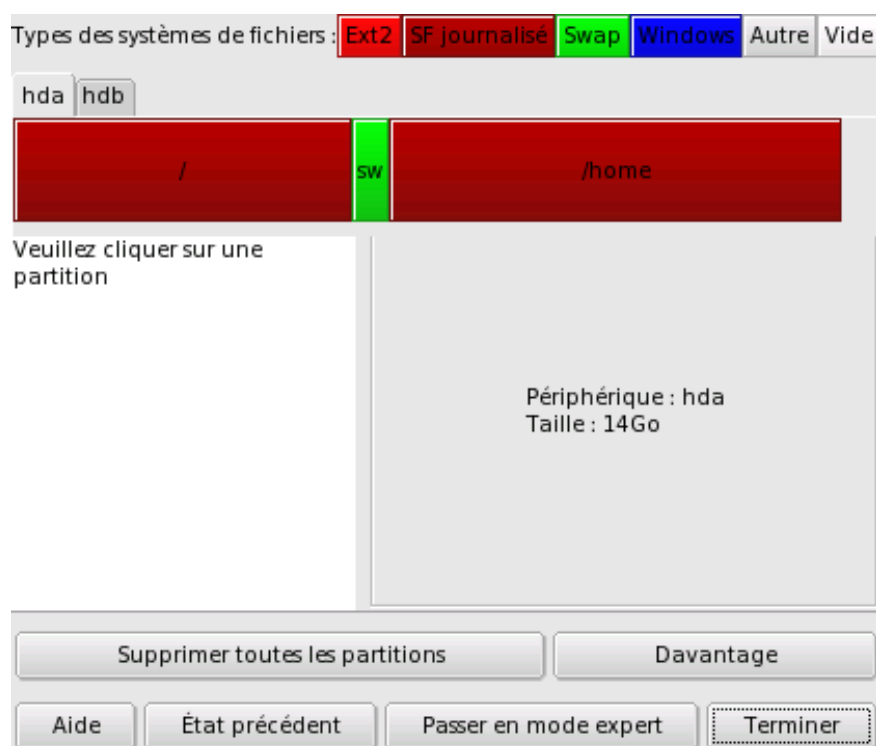 Types des systèmes de fichiers : Ext2 SF journalisé Swap Windows Autre Vide
hda hdb
/ sw /home
Veuillez cliquer sur une
partition
Périphérique : hda
Taille : 14Go
Supprimer toutes les partitions Davantage
Aide État précédent Passer en mode expert Terminer